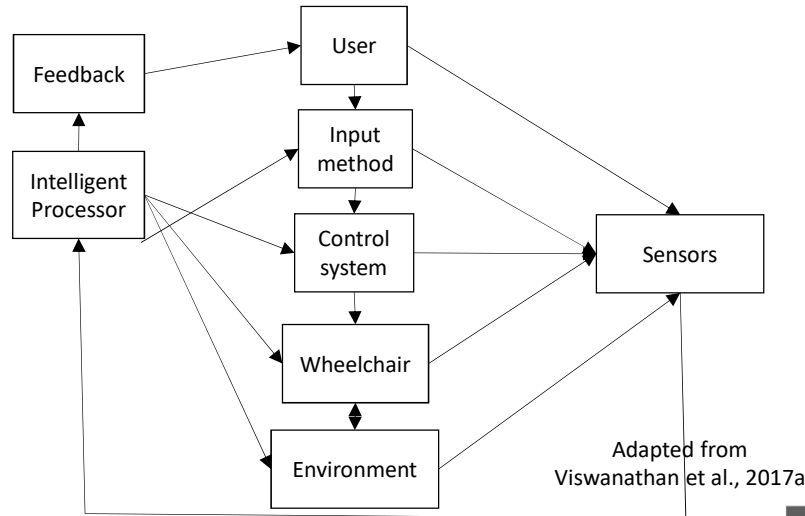 User
Feedback
Input
method
Intelligent
Processor
Control
system
Sensors
Wheelchair
Environment
Adapted from
Viswanathan et al., 2017a